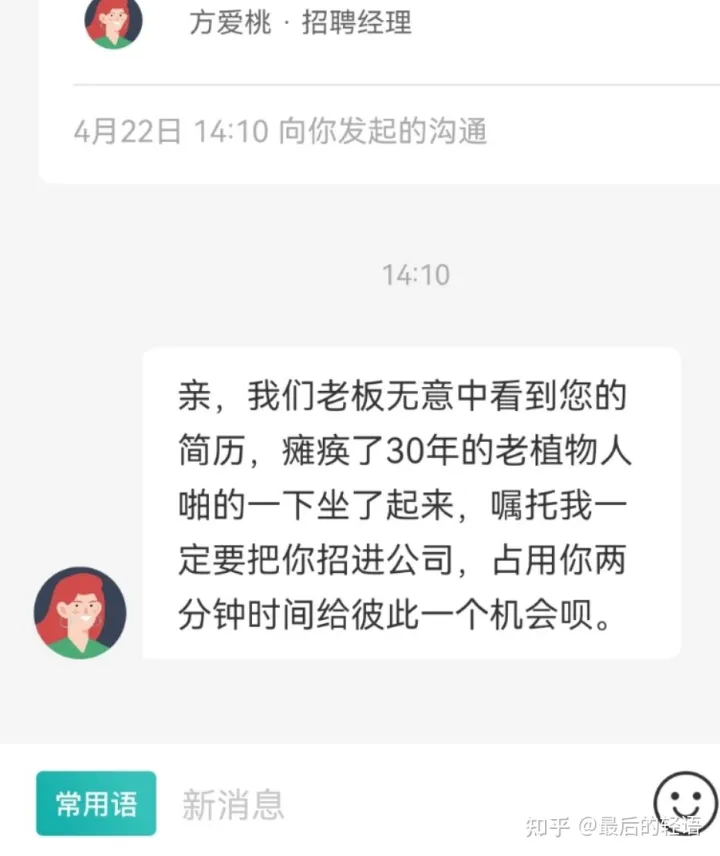 方爱桃 · 招聘经理
4月22日 14:10 向你发起的沟通
14:10
亲，我们老板无意中看到您的
简历，瘫痪了30年的老植物人
啪的一下坐了起来，嘱托我一
定要把你招进公司，占用你两
分钟时间给彼此一个机会呗。
常用语 新消息
知乎 @最后的轻语